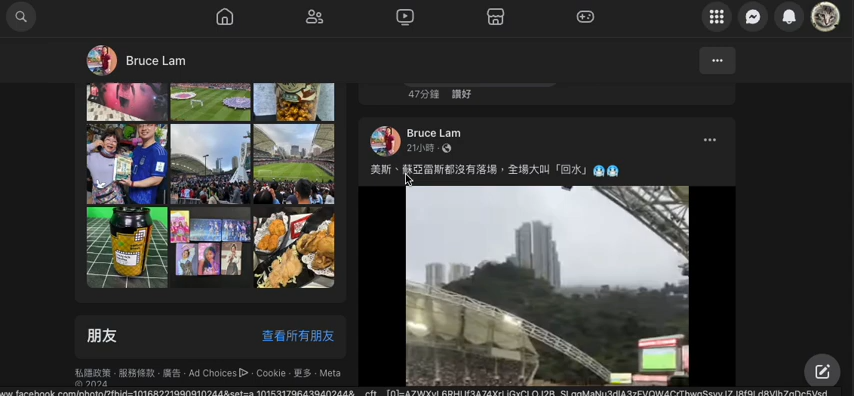 Bruce Lam
47分鐘 讚好
Bruce Lam
21小時
美斯、蘇亞雷斯都沒有落場，全場大叫「回水」
朋友
查看所有朋友
私隱政策 · 服務條款 · 廣告 · Ad Choices · Cookie · 更多 · Meta
© 2024